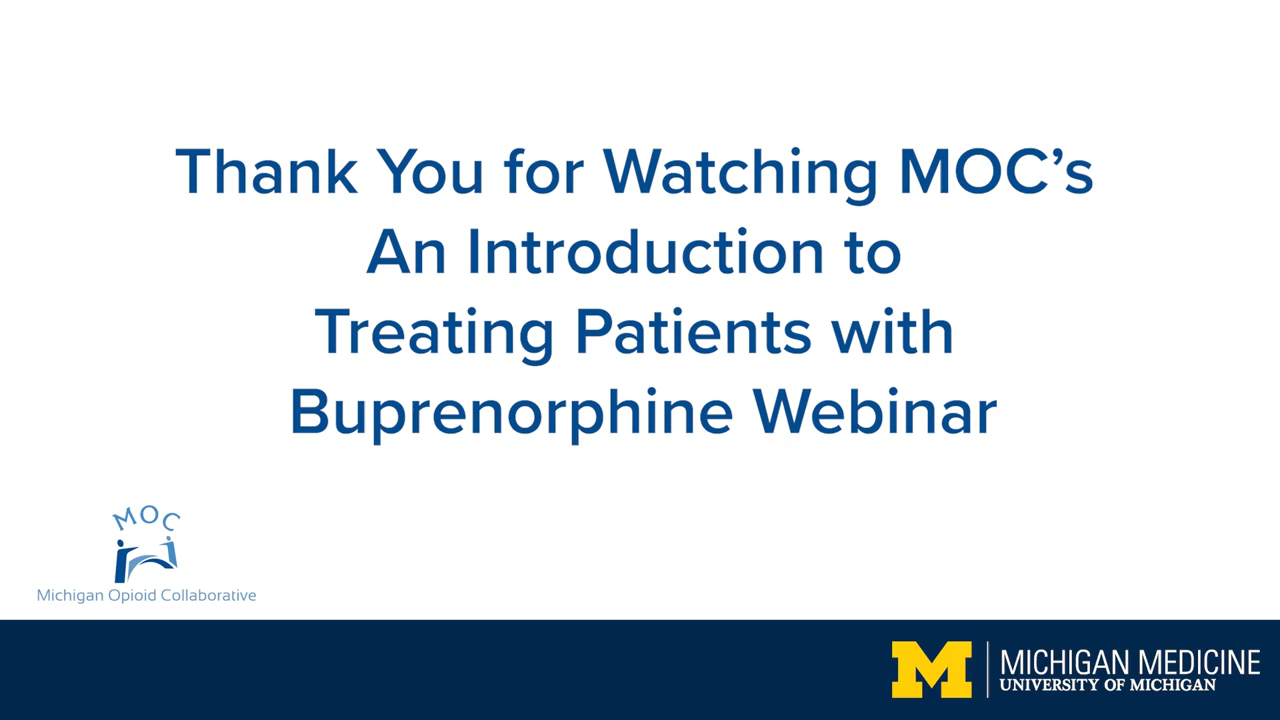 Thank You for Watching MOC’s
An Introduction to
Treating Patients with
Buprenorphine Webinar
MOC
Michigan Opioid Collaborative
M
MICHIGAN MEDICINE
UNIVERSITY OF MICHIGAN